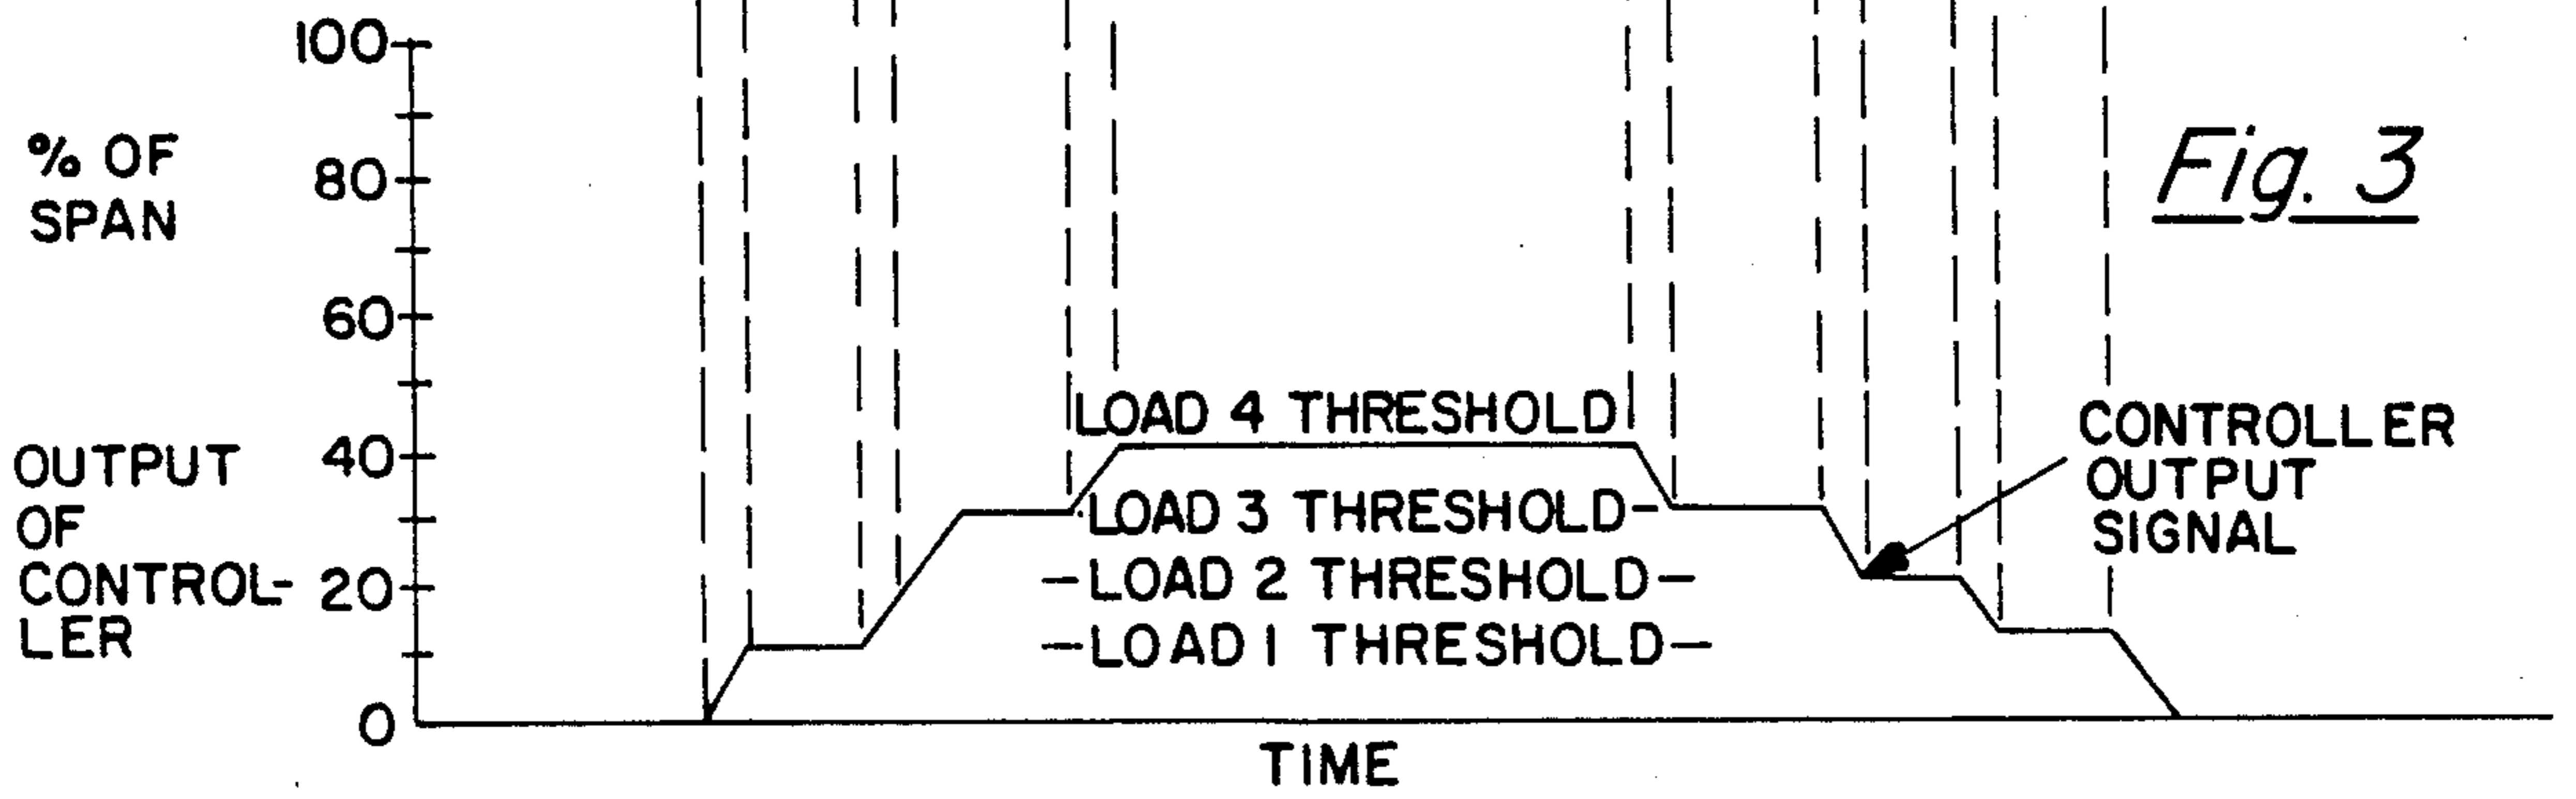 100
% OF
SPAN
80
60
Fig. 3
OUTPUT
OF
CONTROL-
LER
40
20
0
LOAD 4 THRESHOLD
LOAD 3 THRESHOLD-
-LOAD 2 THRESHOLD-
-LOAD 1 THRESHOLD-
CONTROLLER
OUTPUT
SIGNAL
TIME